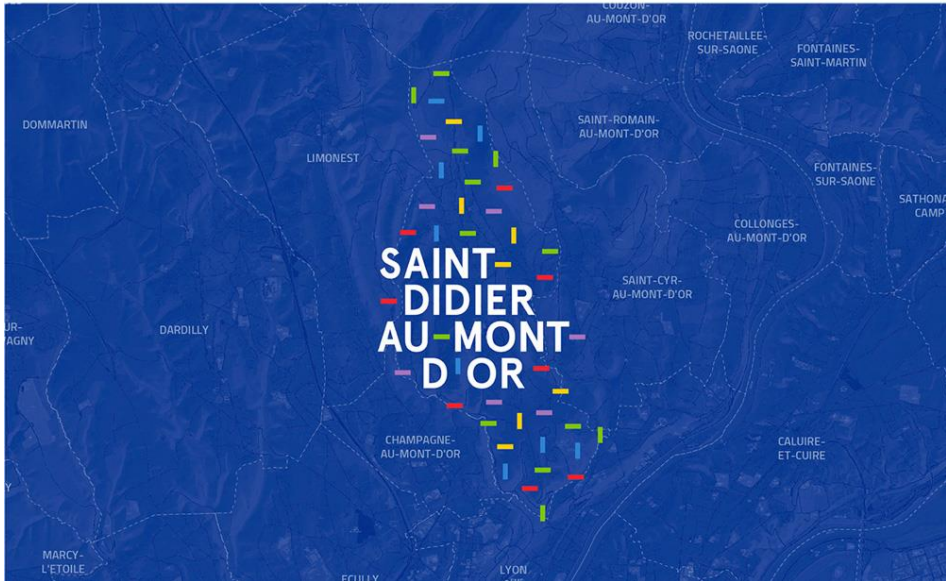 COUZON-
AU-MONT-D'OR
ROCHETAILLEE-
SUR-SAONE
FONTAINES-
SAINT-MARTIN
DOMMARTIN
SAINT-ROMAIN-
AU-MONT-D'OR
LIMONEST
FONTAINES-
SUR-SAONE
SATHONA
CAMP
COLLONGES-
AU-MONT-D'OR
SAINT-
DIDIER
AU-MONT
D OR
SAINT-CYR-
AU-MONT-D'OR
DARDILLY
UR-
VAGNY
CHAMPAGNE-
AU-MONT-D'OR
CALUIRE-
ET-CUIRE
Y
MARCY-
L'ETOILE
ECULLY
LYON